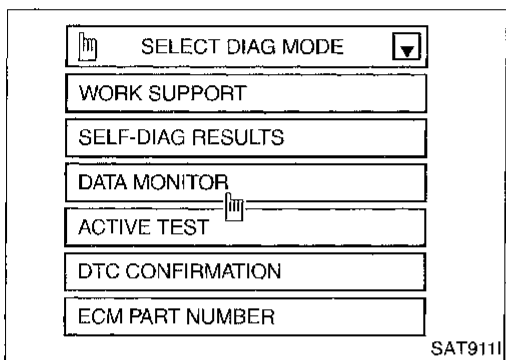 SELECT DIAG MODE
WORK SUPPORT
SELF-DIAG RESULTS
DATA MONITOR
ACTIVE TEST
DTC CONFIRMATION
ECM PART NUMBER
SAT911I